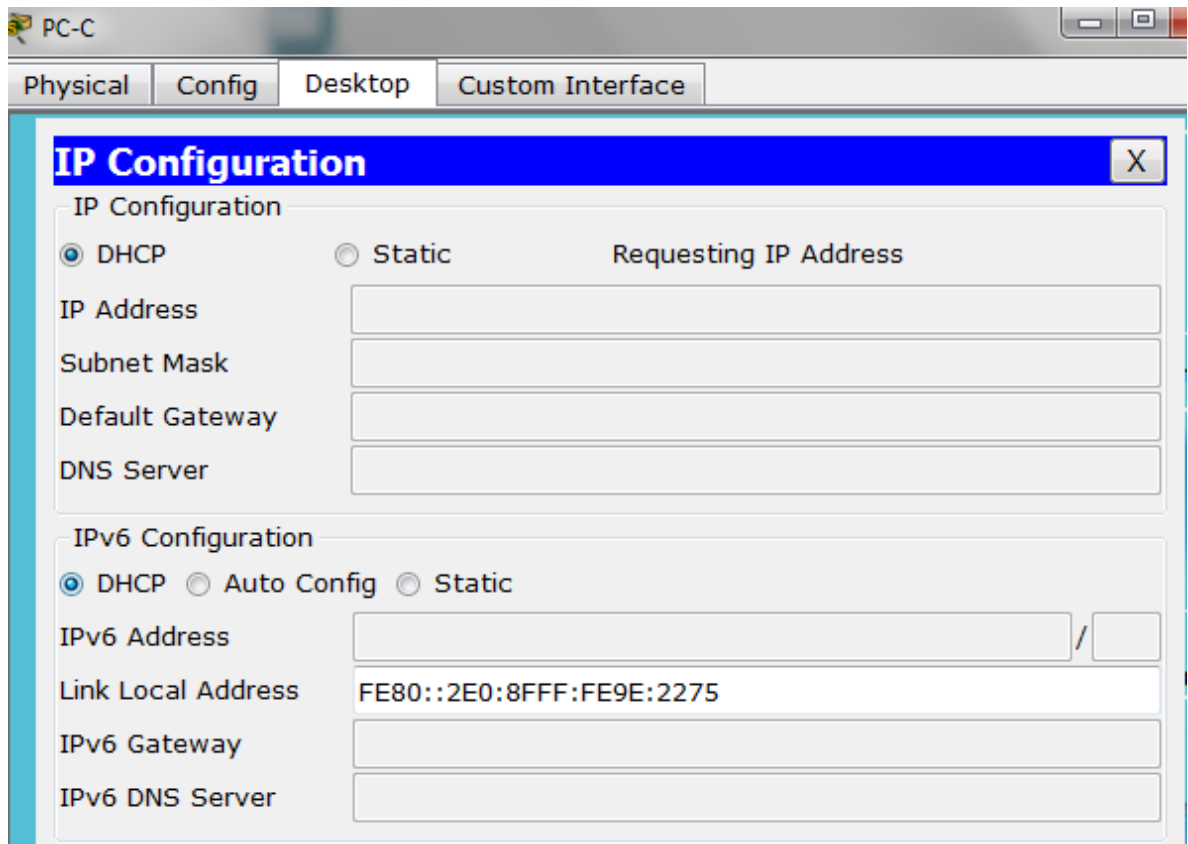 PC-C
Physical Config Desktop Custom Interface
IP Configuration X
IP Configuration
DHCP Static Requesting IP Address
IP Address
Subnet Mask
Default Gateway
DNS Server
IPv6 Configuration
DHCP Auto Config Static
IPv6 Address /
Link Local Address FE80::2E0:8FFF:FE9E:2275
IPv6 Gateway
IPv6 DNS Server